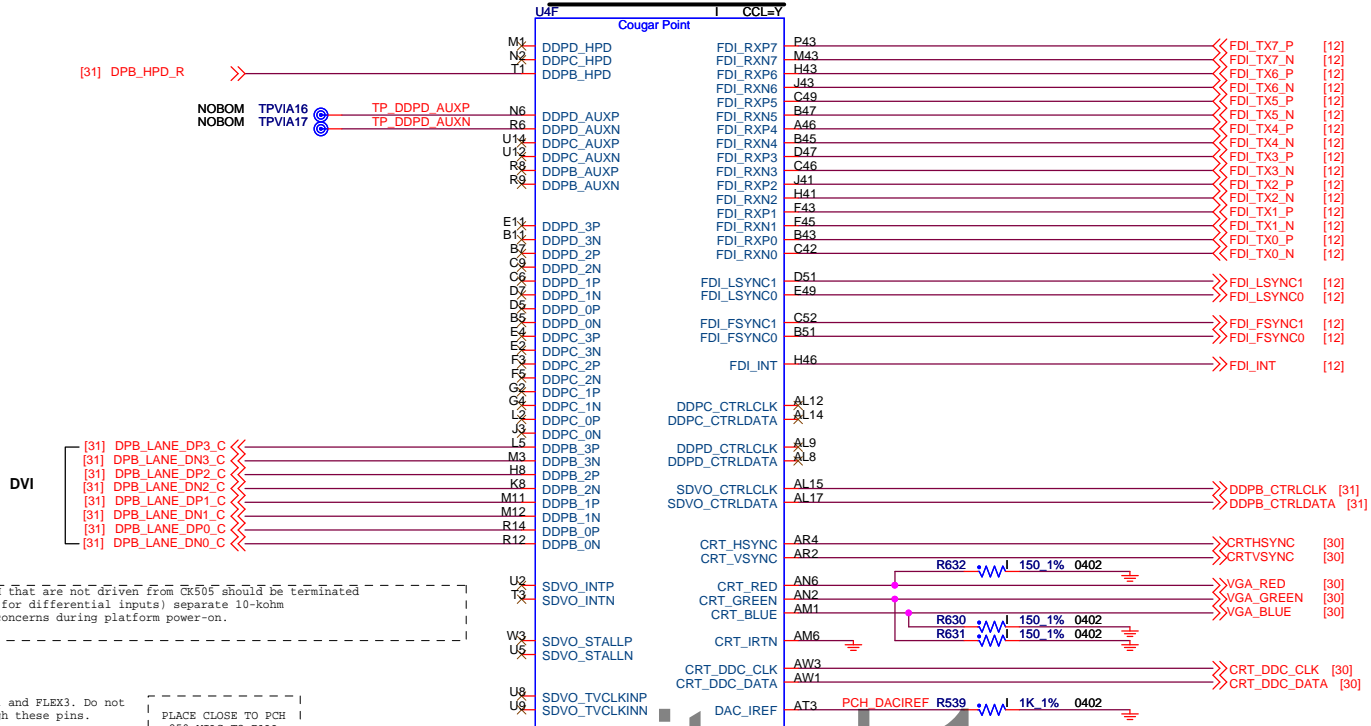 U4F I CCL=Y
Cougar Point
M1 DDPD_HPD FDI_RXP7 P43 FDI_TX7_P [12]
N2 DDPC_HPD FDI_RXN7 M43 FDI_TX7_N [12]
[31] DPB_HPD_R T1 DDPB_HPD FDI_RXP6 H43 FDI_TX6_P [12]
FDI_RXN6 J43 FDI_TX6_N [12]
FDI_RXP5 C49 FDI_TX5_P [12]
NOBOM TPVIA16 TP_DDPD_AUXP N6 DDPD_AUXP FDI_RXN5 B47 FDI_TX5_N [12]
NOBOM TPVIA17 TP_DDPD_AUXN R6 DDPD_AUXN FDI_RXP4 A46 FDI_TX4_P [12]
U14 DDPC_AUXP FDI_RXN4 B45 FDI_TX4_N [12]
U12 DDPC_AUXN FDI_RXP3 D47 FDI_TX3_P [12]
R8 DDPB_AUXP FDI_RXN3 C46 FDI_TX3_N [12]
R9 DDPB_AUXN FDI_RXP2 J41 FDI_TX2_P [12]
FDI_RXN2 H41 FDI_TX2_N [12]
FDI_RXP1 F43 FDI_TX1_P [12]
E11 DDPD_3P FDI_RXN1 F45 FDI_TX1_N [12]
B11 DDPD_3N FDI_RXP0 B43 FDI_TX0_P [12]
B7 DDPD_2P FDI_RXN0 C42 FDI_TX0_N [12]
C9 DDPD_2N
C6 DDPD_1P FDI_LSYNC1 D51 FDI_LSYNC1 [12]
D7 DDPD_1N FDI_LSYNC0 E49 FDI_LSYNC0 [12]
D5 DDPD_0P
B5 DDPD_0N FDI_FSYNC1 C52 FDI_FSYNC1 [12]
E4 DDPC_3P FDI_FSYNC0 B51 FDI_FSYNC0 [12]
E2 DDPC_3N
F3 DDPC_2P FDI_INT H46 FDI_INT [12]
F5 DDPC_2N
G2 DDPC_1P
G4 DDPC_1N DDPC_CTRLCLK AL12
L2 DDPC_0P DDPC_CTRLDATA AL14
J3 DDPC_0N
[31] DPB_LANE_DP3_C L5 DDPB_3P DDPD_CTRLCLK AL9
[31] DPB_LANE_DN3_C M3 DDPB_3N DDPD_CTRLDATA AL8
[31] DPB_LANE_DP2_C H8 DDPB_2P
DVI [31] DPB_LANE_DN2_C K8 DDPB_2N SDVO_CTRLCLK AL15 DDPB_CTRLCLK [31]
[31] DPB_LANE_DP1_C M11 DDPB_1P SDVO_CTRLDATA AL17 DDPB_CTRLDATA [31]
[31] DPB_LANE_DN1_C M12 DDPB_1N
[31] DPB_LANE_DP0_C R14 DDPB_0P
[31] DPB_LANE_DN0_C R12 DDPB_0N CRT_HSYNC AR4 CRTHSYNC [30]
CRT_VSYNC AR2 CRTVSYNC [30]
R632 I 150_1% 0402
that are not driven from CK505 should be terminated U2 SDVO_INTP CRT_RED AN6 VGA_RED [30]
for differential inputs) separate 10-kohm T3 SDVO_INTN CRT_GREEN AN2 VGA_GREEN [30]
concerns during platform power-on. CRT_BLUE AM1 VGA_BLUE [30]
R630 I 150_1% 0402
W3 SDVO_STALLP CRT_IRTN AM6 R631 I 150_1% 0402
U5 SDVO_STALLN
CRT_DDC_CLK AW3 CRT_DDC_CLK [30]
CRT_DDC_DATA AW1 CRT_DDC_DATA [30]
and FLEX3. Do not U8 SDVO_TVCLKINP
these pins. PLACE CLOSE TO PCH U9 SDVO_TVCLKINN DAC_IREF AT3 PCH_DACIREF R539 I 1K_1% 0402